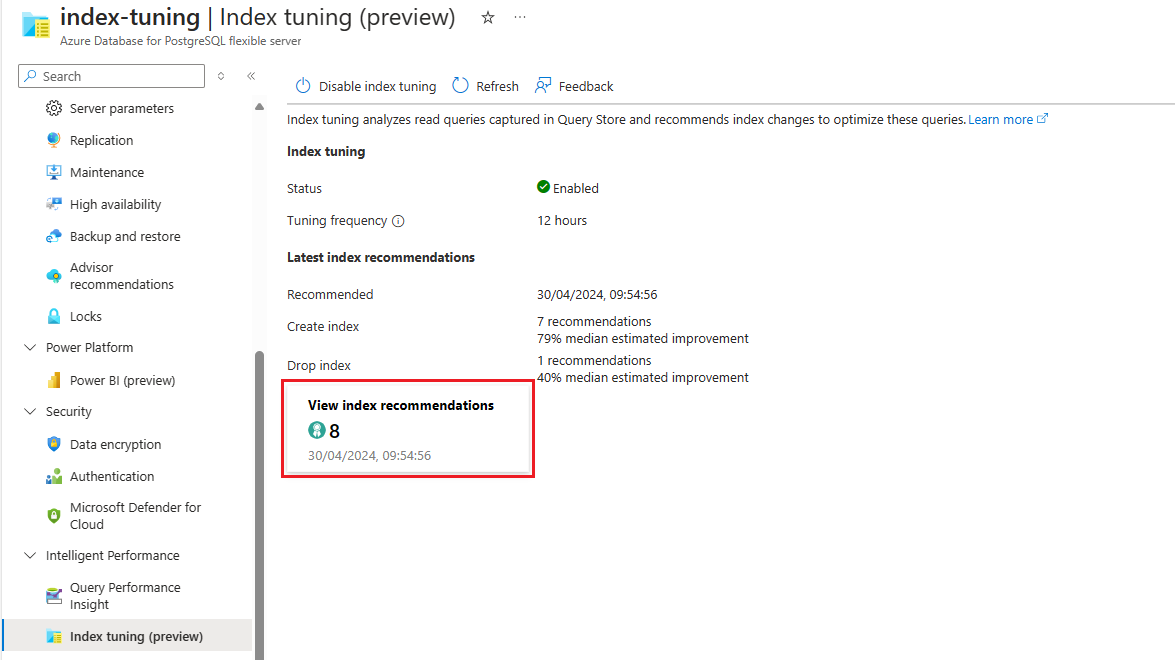 index-tuning | Index tuning (preview)
Azure Database for PostgreSQL flexible server
Search
Server parameters
Replication
Maintenance
High availability
Backup and restore
Advisor
recommendations
Locks
Power Platform
Power BI (preview)
Security
Data encryption
Authentication
Microsoft Defender for
Cloud
Intelligent Performance
Query Performance
Insight
Index tuning (preview)
Disable index tuning Refresh Feedback
Index tuning analyzes read queries captured in Query Store and recommends index changes to optimize these queries. Learn more
Index tuning
Status Enabled
Tuning frequency 12 hours
Latest index recommendations
Recommended 30/04/2024, 09:54:56
Create index 7 recommendations
79% median estimated improvement
Drop index 1 recommendations
40% median estimated improvement
View index recommendations
8
30/04/2024, 09:54:56